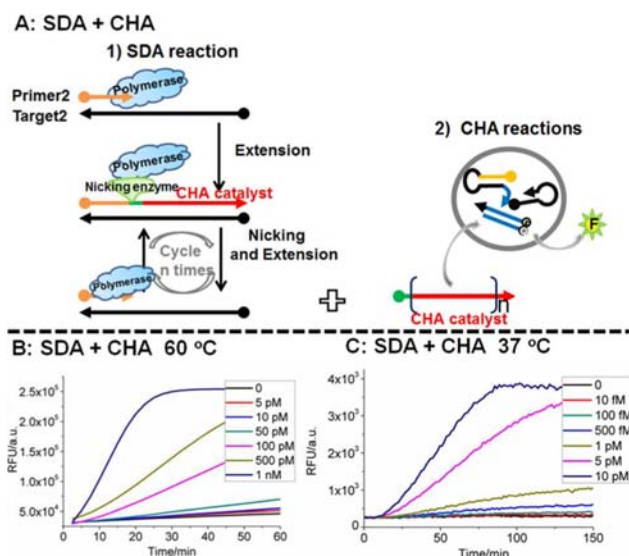 A: SDA + CHA
1) SDA reaction
Polymerase
Primer2
Target2
Extension
Polymerase
Nicking enzyme
CHA catalyst
Cycle
n times
Nicking
and Extension
Polymerase
2) CHA reactions
F
n
CHA catalyst
B: SDA + CHA 60 °C
RFU/a.u.
2.5x10⁵
2.0x10⁵
1.5x10⁵
1.0x10⁵
5.0x10⁴
0
5 pM
10 pM
50 pM
100 pM
500 pM
1 nM
0 10 20 30 40 50 60
Time/min
C: SDA + CHA 37 °C
RFU/a.u.
4x10³
3x10³
2x10³
1x10³
0
0
10 fM
100 fM
500 fM
1 pM
5 pM
10 pM
0 50 100 150
Time/min